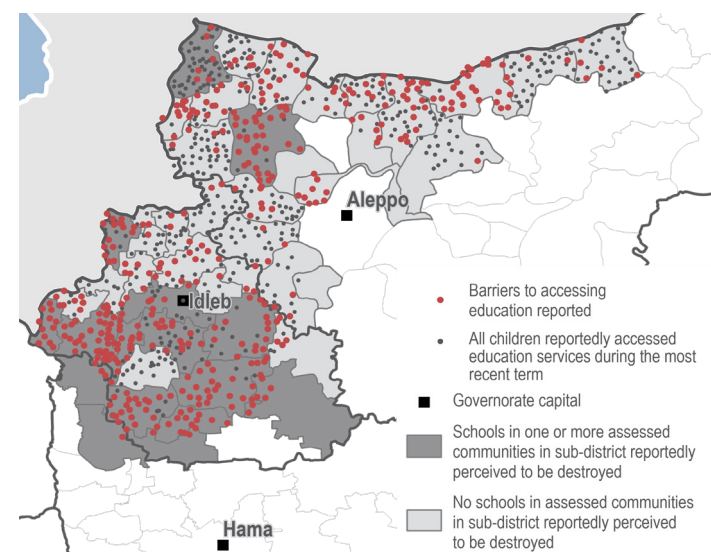 Aleppo
Idleb
Barriers to accessing
education reported
All children reportedly accessed
education services during the most
recent term
Governorate capital
Schools in one or more assessed
communities in sub-district reportedly
perceived to be destroyed
No schools in assessed communities
in sub-district reportedly perceived
to be destroyed
Hama